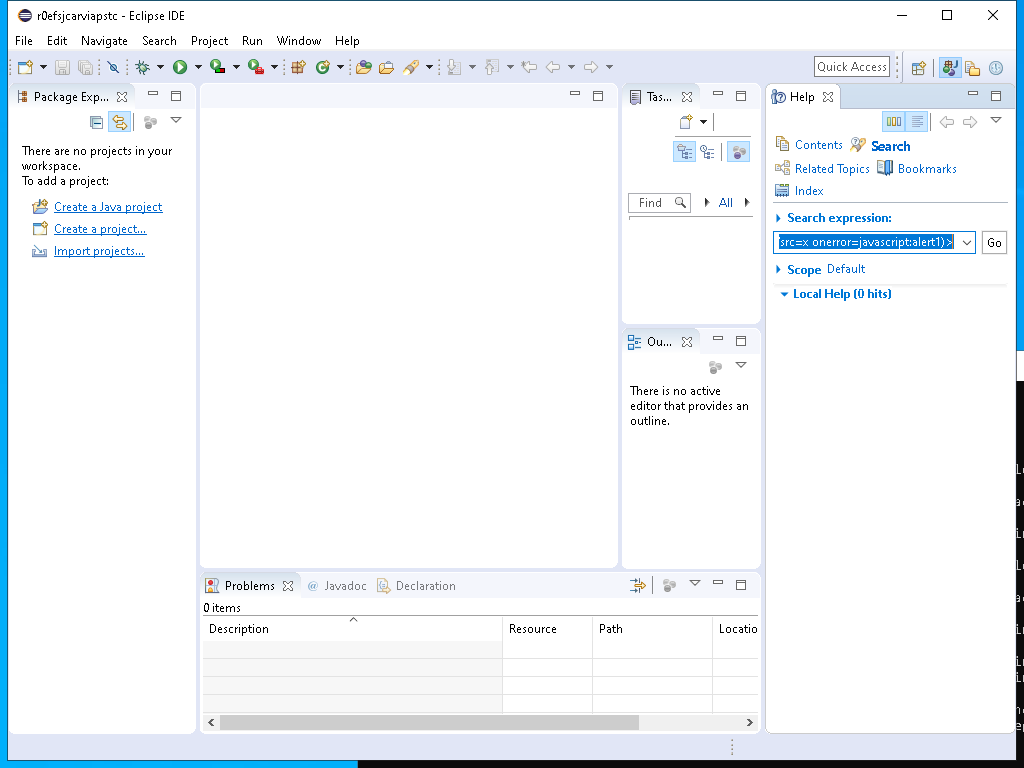 r0efsjcarviapstc - Eclipse IDE
File Edit Navigate Search Project Run Window Help
Quick Access
Package Exp...
There are no projects in your
workspace.
To add a project:
Create a Java project
Create a project...
Import projects...
Tas...
Find
All
Ou...
There is no active
editor that provides an
outline.
Help
Contents
Search
Related Topics
Bookmarks
Index
Search expression:
src=x onerror=javascript:alert1)>
Go
Scope Default
Local Help (0 hits)
Problems
@ Javadoc
Declaration
0 items
Description Resource Path Locatio